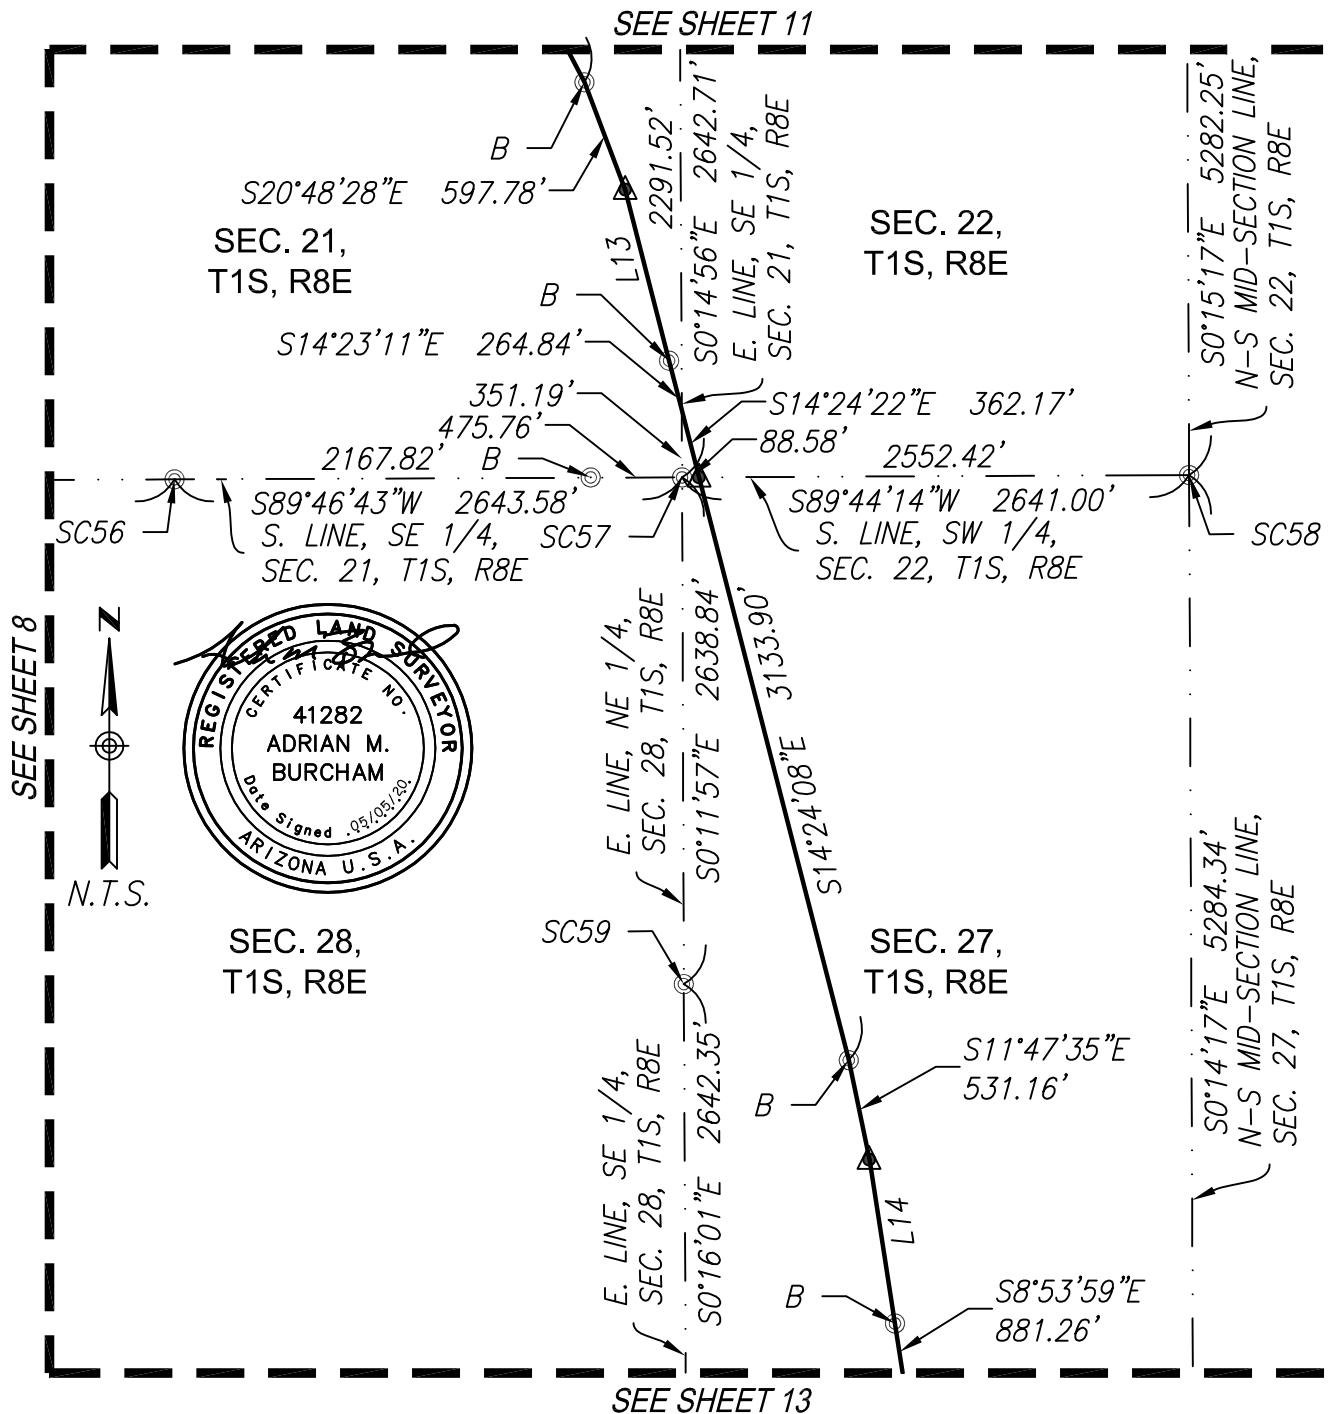 SEE SHEET 11
B
S20°48'28"E 597.78'
SEC. 21,
T1S, R8E
L13
2291.52'
S0°14'56"E 2642.71'
E. LINE, SE 1/4,
SEC. 21, T1S, R8E
SEC. 22,
T1S, R8E
S0°15'17"E 5282.25'
N-S MID-SECTION LINE,
SEC. 22, T1S, R8E
B
S14°23'11"E 264.84'
351.19'
475.76'
S14°24'22"E 362.17'
88.58'
2167.82'
B
2552.42'
S89°46'43"W 2643.58'
S. LINE, SE 1/4,
SEC. 21, T1S, R8E
SC56
SC57
S89°44'14"W 2641.00'
S. LINE, SW 1/4,
SEC. 22, T1S, R8E
SC58
SEE SHEET 8
N
N.T.S.
REGISTERED LAND SURVEYOR
CERTIFICATE NO.
41282
ADRIAN M.
BURCHAM
Date Signed 05/05/20
ARIZONA U.S.A.
E. LINE, NE 1/4,
SEC. 28, T1S, R8E
S0°11'57"E 2638.84'
S14°24'08"E 3133.90'
SEC. 28,
T1S, R8E
SC59
SEC. 27,
T1S, R8E
S0°14'17"E 5284.34'
N-S MID-SECTION LINE,
SEC. 27, T1S, R8E
E. LINE, SE 1/4,
SEC. 28, T1S, R8E
S0°16'01"E 2642.35'
S11°47'35"E
531.16'
B
L14
B
S8°53'59"E
881.26'
SEE SHEET 13